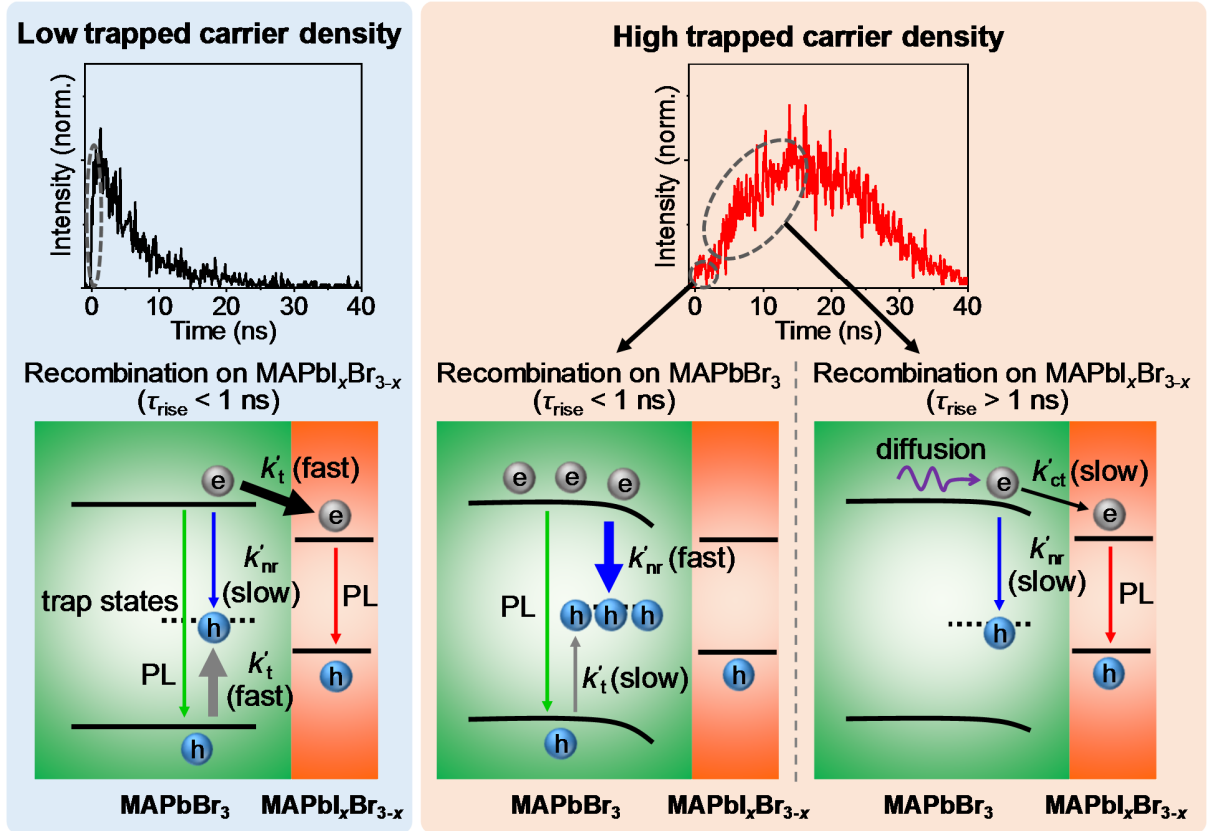 Low trapped carrier density
Intensity (norm.)
0 10 20 30 40
Time (ns)
Recombination on MAPbIxBr3-x
(τrise < 1 ns)
e
k't (fast)
e
k'nr
(slow)
trap states
PL
h
PL
k't
(fast)
h
h
MAPbBr3 MAPbIxBr3-x
High trapped carrier density
Intensity (norm.)
0 10 20 30 40
Time (ns)
Recombination on MAPbBr3
(τrise < 1 ns)
e e e
k'nr (fast)
PL
h h h
k't (slow)
h
h
MAPbBr3 MAPbIxBr3-x
Recombination on MAPbIxBr3-x
(τrise > 1 ns)
diffusion
e
k'ct (slow)
e
k'nr
(slow)
PL
h
h
MAPbBr3 MAPbIxBr3-x